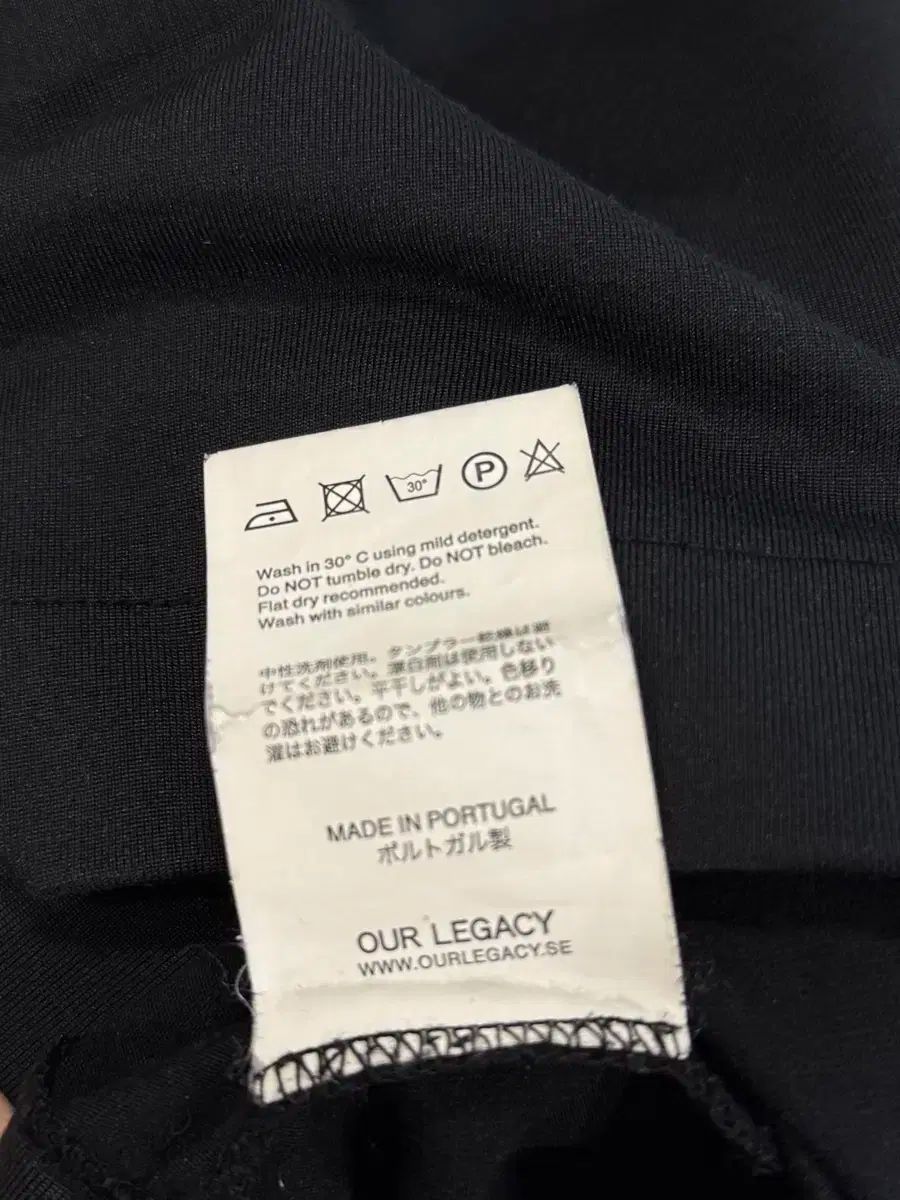 30°
P
Wash in 30° C using mild detergent.
Do NOT tumble dry. Do NOT bleach.
Flat dry recommended.
Wash with similar colours.
中性洗剤使用。タンブラー乾燥は避
けてください。漂白剤は使用しない
でください。平干しがよい。色移り
の恐れがあるので、他の物とのお洗
濯はお避けください。
MADE IN PORTUGAL
ポルトガル製
OUR LEGACY
WWW.OURLEGACY.SE